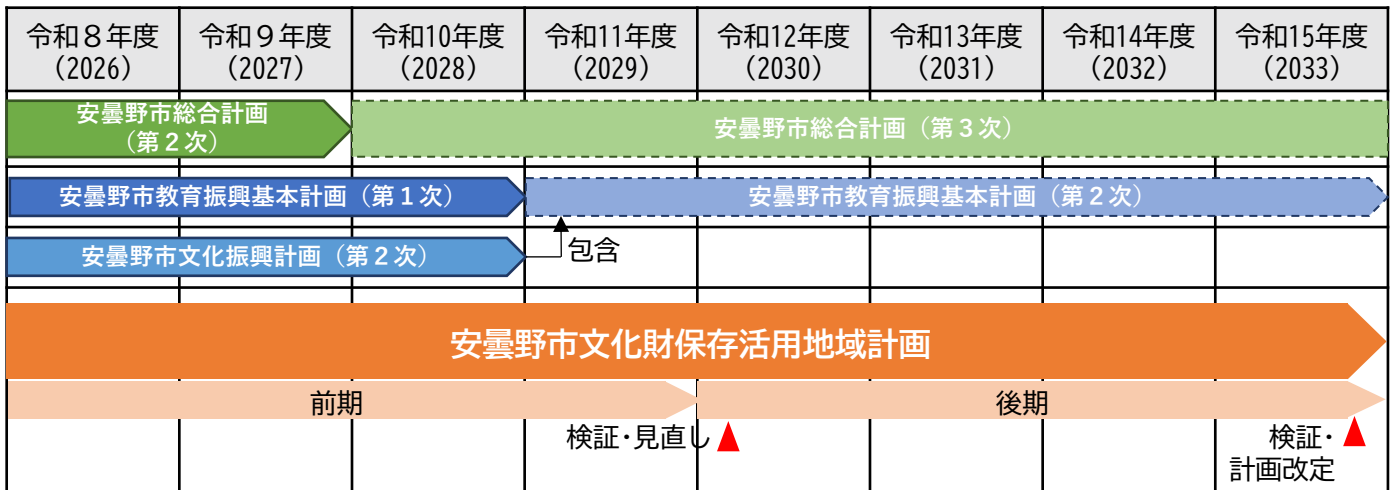 令和８年度
(2026)
令和９年度
(2027)
令和10年度
(2028)
令和11年度
(2029)
令和12年度
(2030)
令和13年度
(2031)
令和14年度
(2032)
令和15年度
(2033)
安曇野市総合計画
（第２次）
安曇野市総合計画（第３次）
安曇野市教育振興基本計画（第１次）
安曇野市教育振興基本計画（第２次）
安曇野市文化振興計画（第２次）
包含
安曇野市文化財保存活用地域計画
前期
後期
検証・見直し
検証・
計画改定